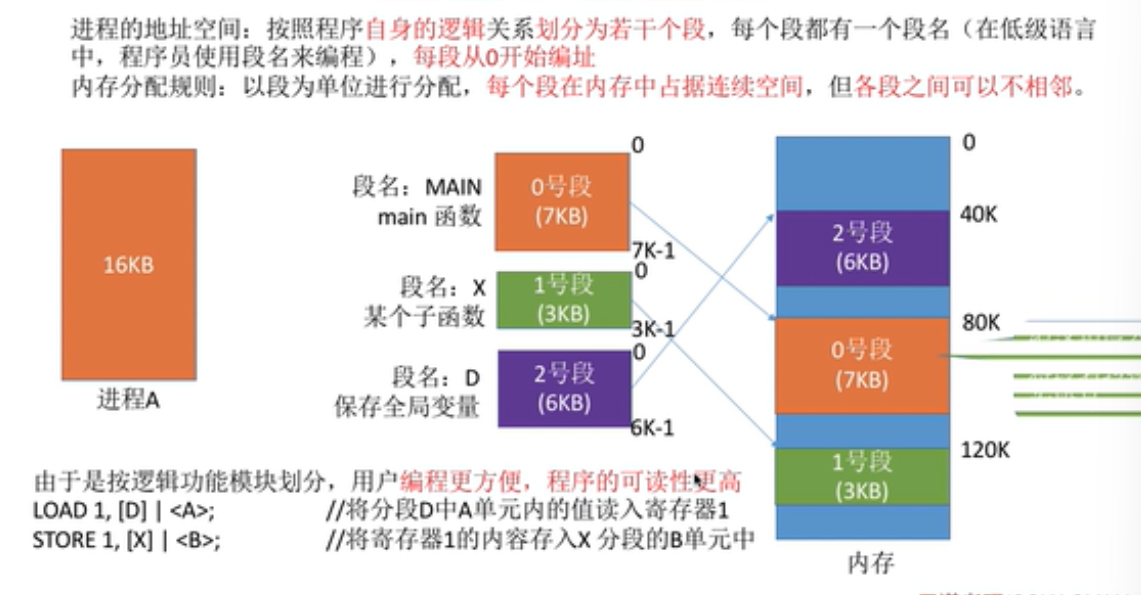 进程的地址空间：按照程序自身的逻辑关系划分为若干个段，每个段都有一个段名（在低级语言
中，程序员使用段名来编程），每段从0开始编址
内存分配规则：以段为单位进行分配，每个段在内存中占据连续空间，但各段之间可以不相邻。
16KB
进程A
段名：MAIN
main 函数
0号段
(7KB)
0
7K-1
段名：X
某个子函数
1号段
(3KB)
0
3K-1
段名：D
保存全局变量
2号段
(6KB)
0
6K-1
0
40K
2号段
(6KB)
80K
0号段
(7KB)
120K
1号段
(3KB)
内存
由于是按逻辑功能模块划分，用户编程更方便，程序的可读性更高
LOAD 1, [D] | <A>; //将分段D中A单元内的值读入寄存器1
STORE 1, [X] | <B>; //将寄存器1的内容存入X 分段的B单元中